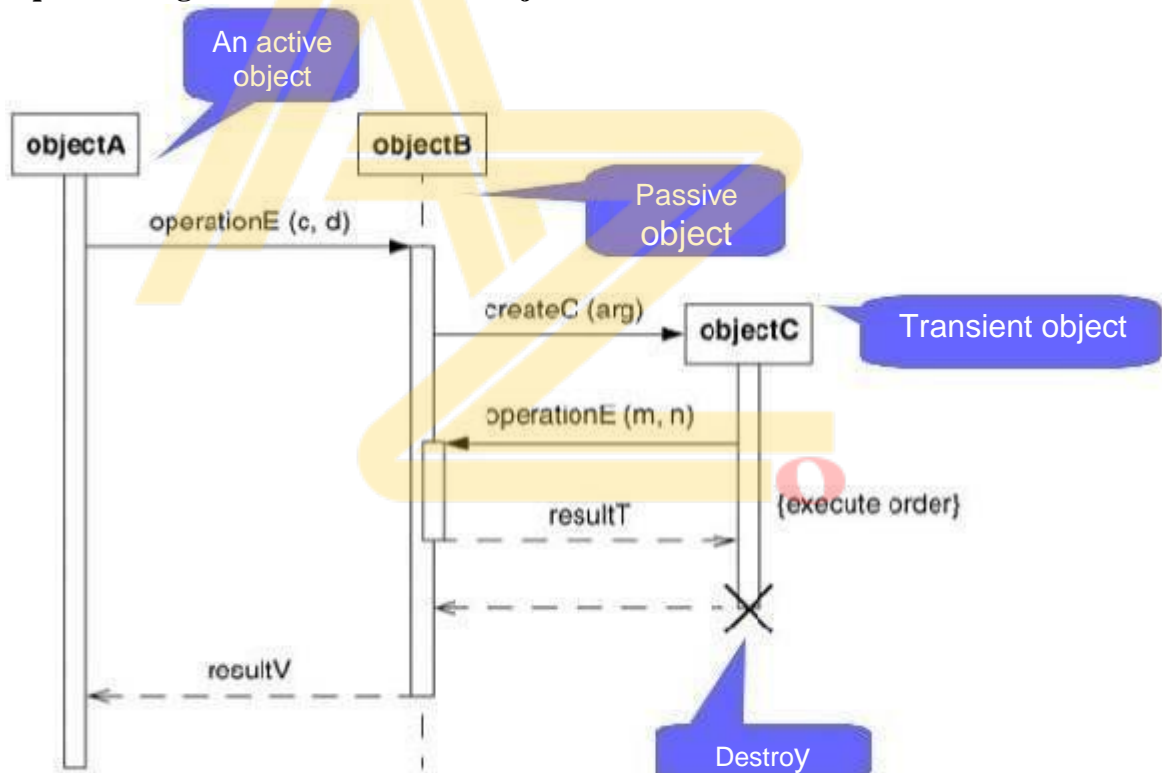 An active
object
objectA
objectB
Passive
object
operationE (c, d)
createC (arg)
objectC
Transient object
operationE (m, n)
resultT
{execute order}
resultV
Destroy